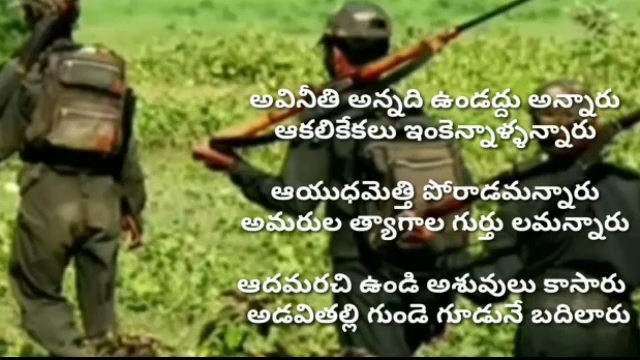 అవినీతి అన్నది ఉండద్దు అన్నారు
ఆకలికేకలు ఇంకెన్నాళ్ళన్నారు
ఆయుధమెత్తి పోరాడమన్నారు
అమరుల త్యాగాల గుర్తు లమన్నారు
ఆదమరచి ఉండి అశువులు కాసారు
అడవితల్లి గుండె గూడునే బదిలారు